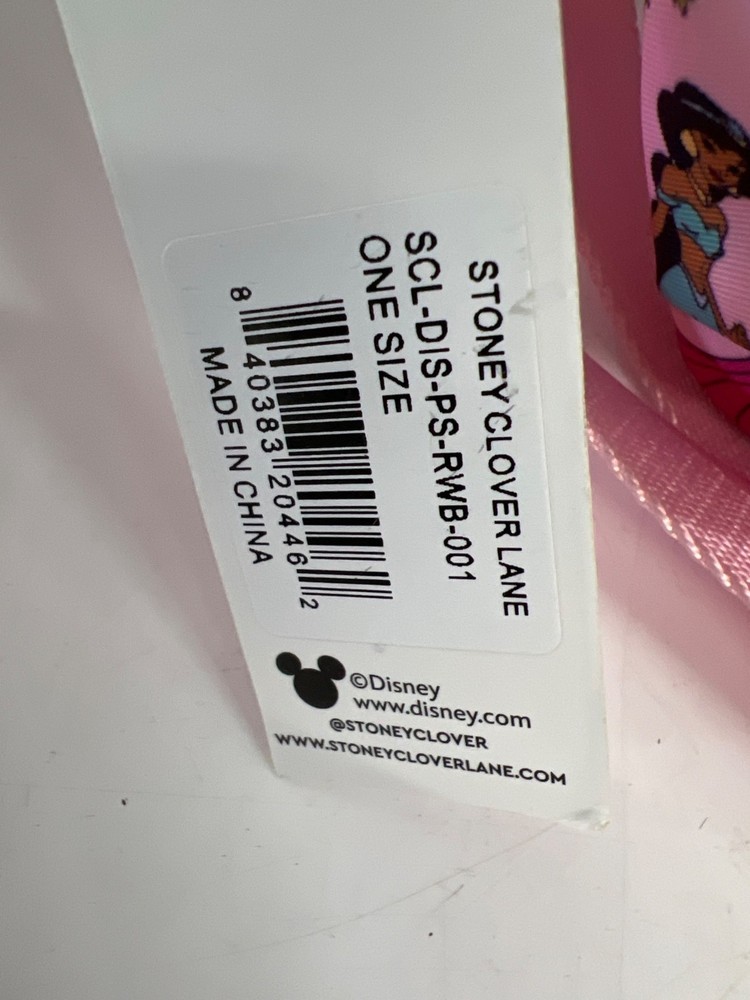 STONEY CLOVER LANE
SCL-DIS-PS-RWB-001
ONE SIZE
8 40383 20446 2
MADE IN CHINA
©Disney
www.disney.com
@STONEYCLOVER
WWW.STONEYCLOVERLANE.COM